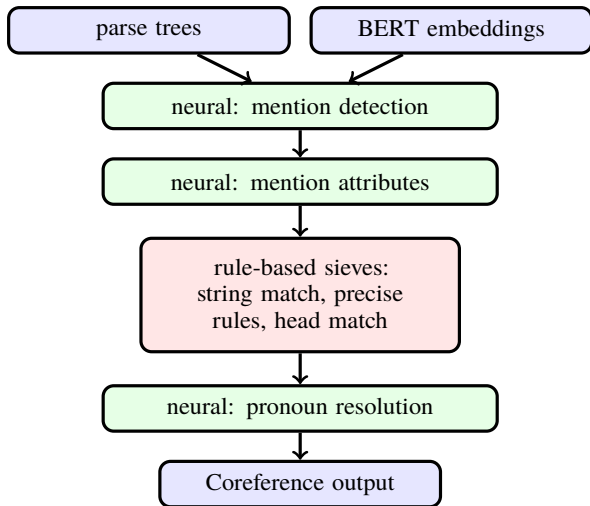 parse trees
BERT embeddings
neural: mention detection
neural: mention attributes
rule-based sieves:
string match, precise
rules, head match
neural: pronoun resolution
Coreference output